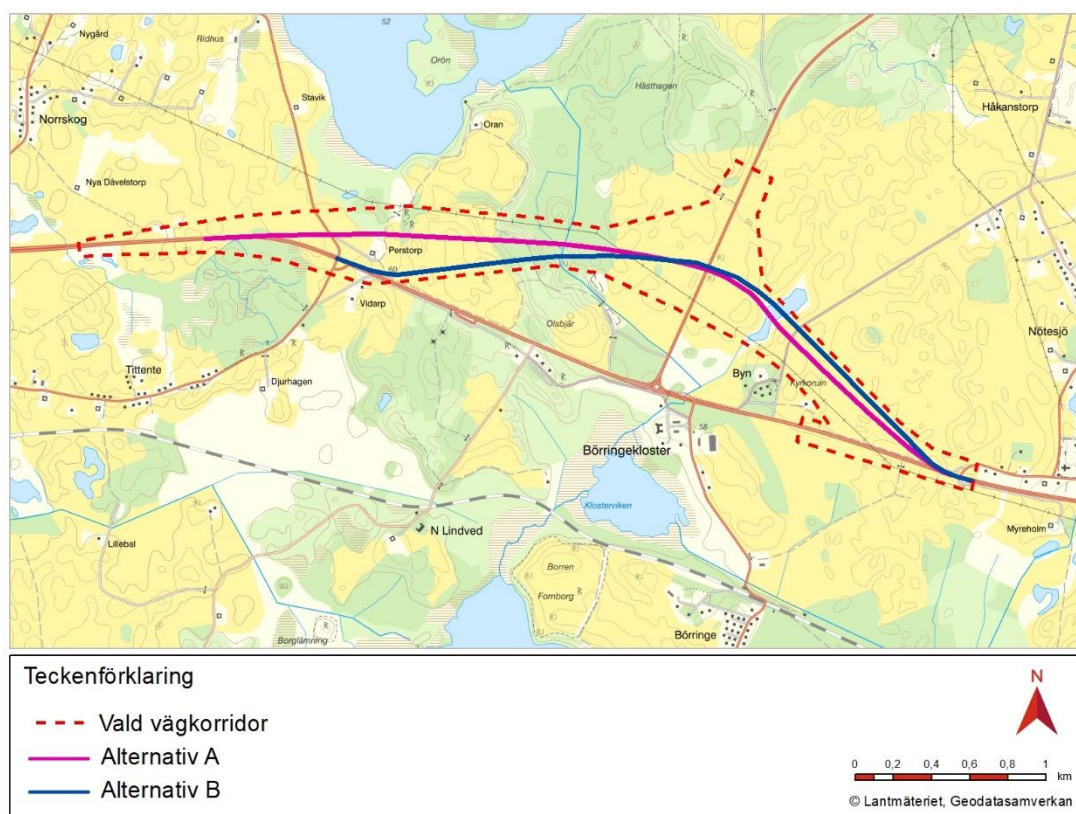 52
Orön
Nygård
Ridhus
R
Stavik
Hästhagen
Håkanstorp
Norrskog
Oran
R
Nya Dävelstorp
R
Perstorp
60
Vidarp
R
Nötesjö
Olsbjär
R
R
Tittente
Djurhagen
Byn
Kyrkoruin
R
58
Börringekloster
Klosterviken
N Lindved
Myreholm
Lillebal
Borren
Fornborg
R
Borglämning
Börringe
Teckenförklaring
Vald vägkorridor
Alternativ A
Alternativ B
N
0 0,2 0,4 0,6 0,8 1
km
© Lantmäteriet, Geodatasamverkan